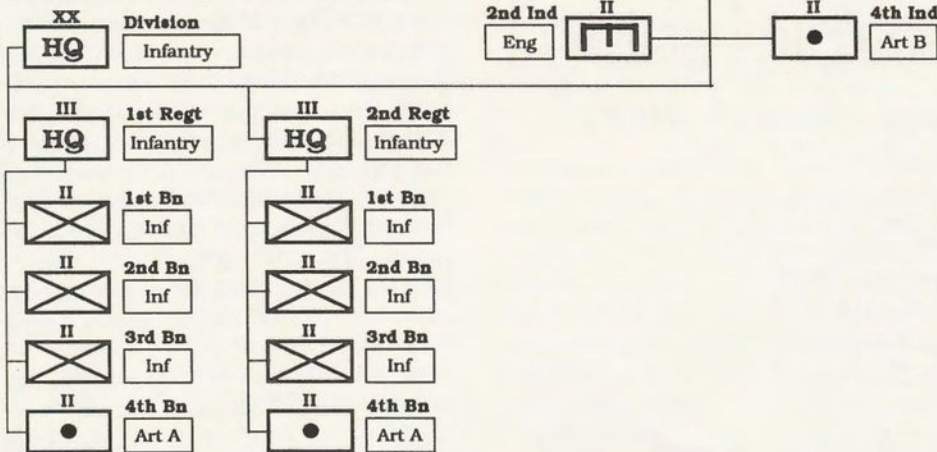 XX
Division
HQ
Infantry
2nd Ind
II
Eng
II
4th Ind
Art B
III
1st Regt
HQ
Infantry
III
2nd Regt
HQ
Infantry
II
1st Bn
Inf
II
1st Bn
Inf
II
2nd Bn
Inf
II
2nd Bn
Inf
II
3rd Bn
Inf
II
3rd Bn
Inf
II
4th Bn
Art A
II
4th Bn
Art A